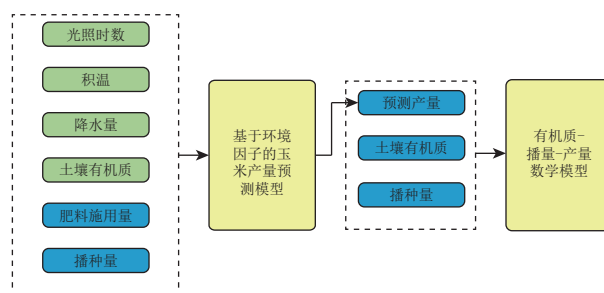 光照时数
积温
降水量
土壤有机质
肥料施用量
播种量
基于环境
因子的玉
米产量预
测模型
预测产量
土壤有机质
播种量
有机质-
播量-产量
数学模型